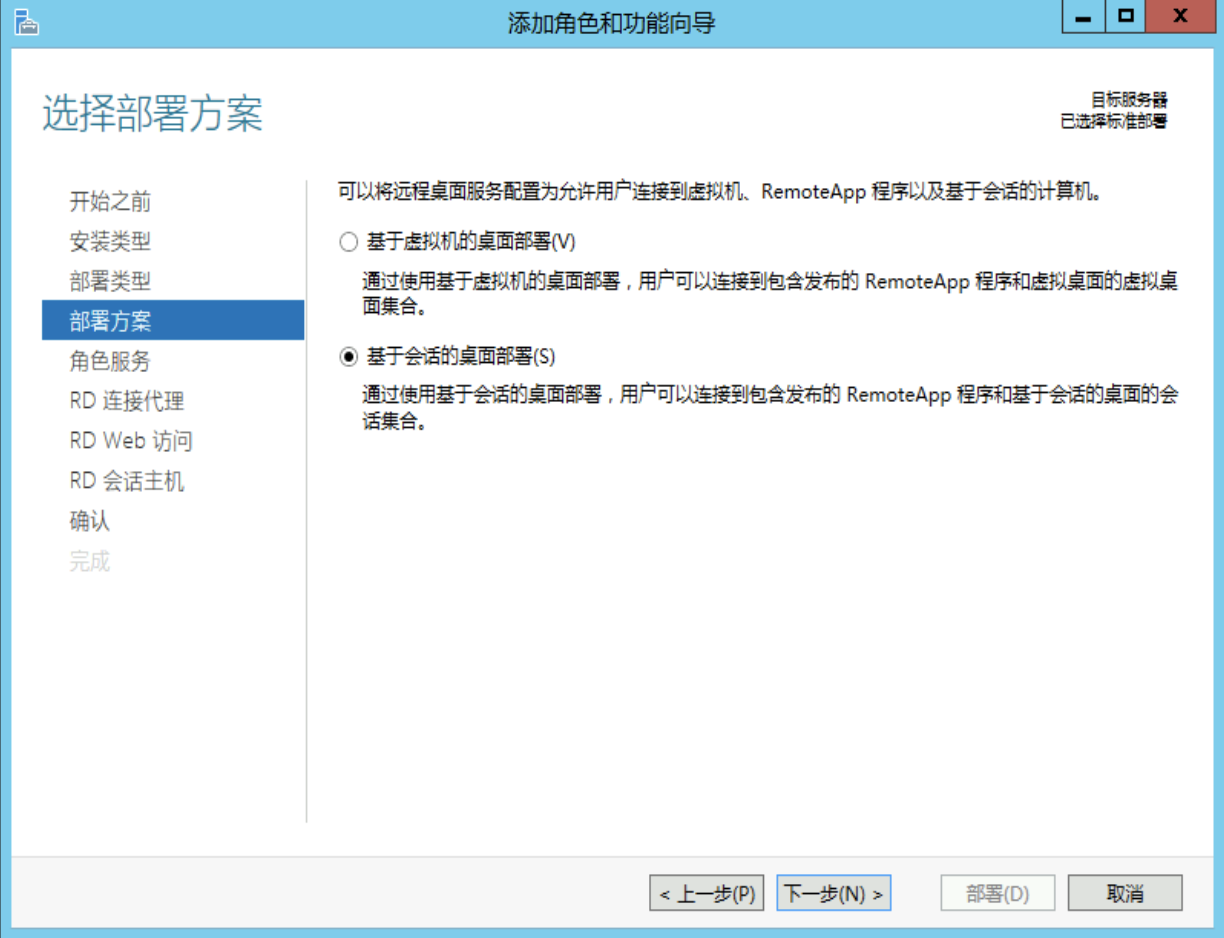 添加角色和功能向导
选择部署方案
目标服务器
已选择标准部署
开始之前
安装类型
部署类型
部署方案
角色服务
RD 连接代理
RD Web 访问
RD 会话主机
确认
完成
可以将远程桌面服务配置为允许用户连接到虚拟机、RemoteApp 程序以及基于会话的计算机。
基于虚拟机的桌面部署(V)
通过使用基于虚拟机的桌面部署，用户可以连接到包含发布的 RemoteApp 程序和虚拟桌面的虚拟桌
面集合。
基于会话的桌面部署(S)
通过使用基于会话的桌面部署，用户可以连接到包含发布的 RemoteApp 程序和基于会话的桌面的会
话集合。
< 上一步(P) 下一步(N) > 部署(D) 取消